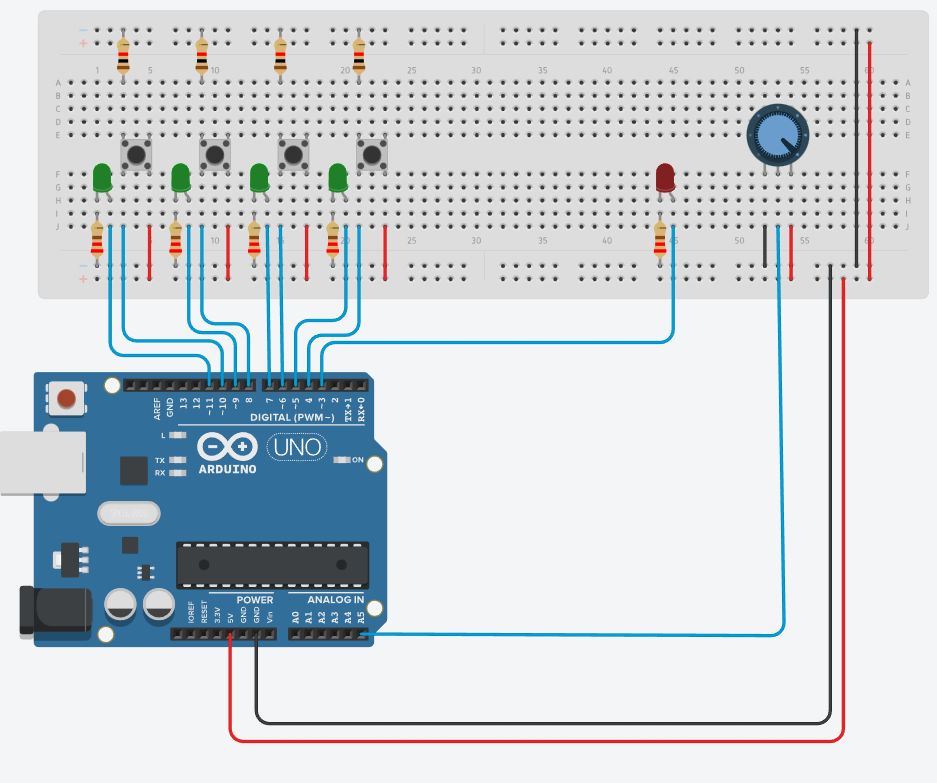 1 5 10 15 20 25 30 35 40 45 50 55 60
A A
B B
C C
D D
E E
F F
G G
H H
I I
J J
1 5 10 15 20 25 30 35 40 45 50 55 60
AREF GND 13 12 ~11 ~10 ~9 8 7 ~6 ~5 4 ~3 2 TX→1 RX←0
DIGITAL (PWM~)
L
TX
RX
ARDUINO
UNO
ON
POWER
ANALOG IN
IOREF RESET 3.3V 5V GND GND Vin A0 A1 A2 A3 A4 A5